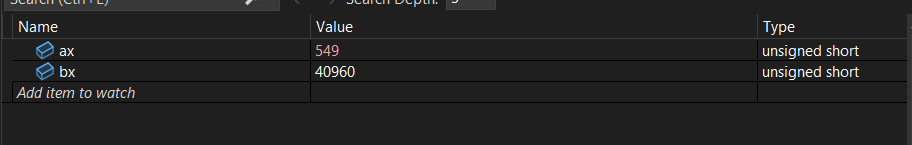 Search (Ctrl+E) Search Depth: 3
Name Value Type
ax 549 unsigned short
bx 40960 unsigned short
Add item to watch